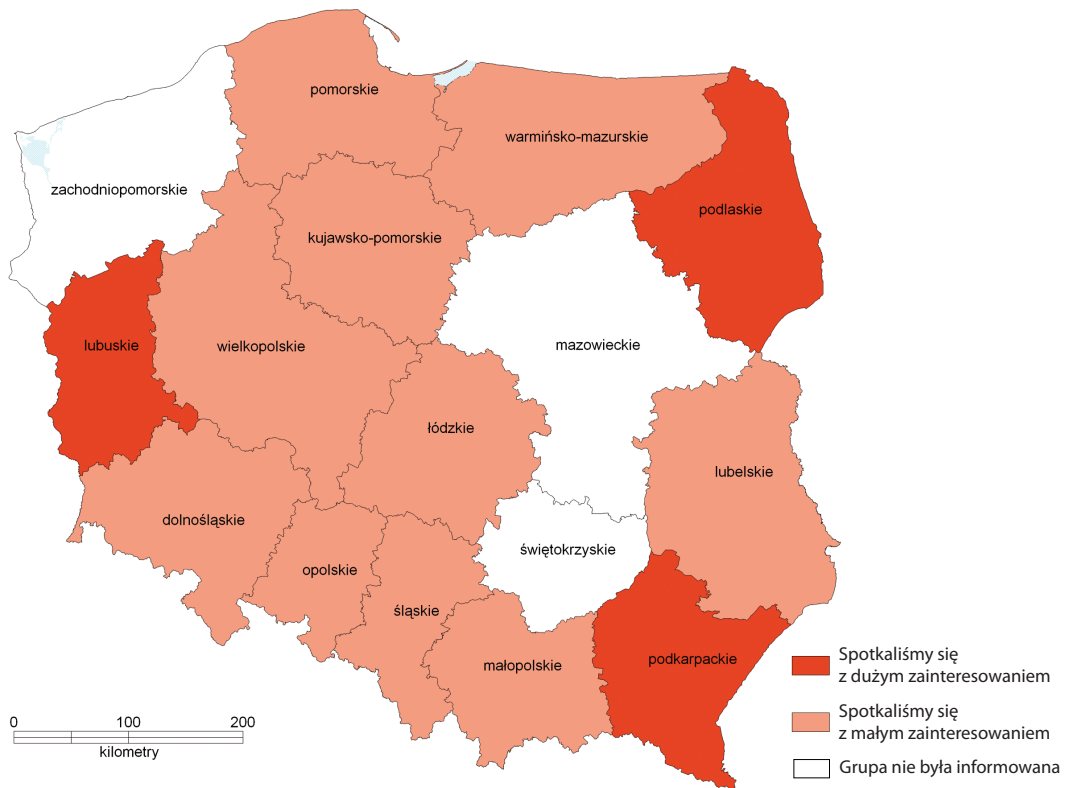 pomorskie
warmińsko-mazurskie
zachodniopomorskie
podlaskie
kujawsko-pomorskie
lubuskie
wielkopolskie
mazowieckie
łódzkie
lubelskie
dolnośląskie
świętokrzyskie
opolskie
śląskie
małopolskie
podkarpackie
Spotkaliśmy się
z dużym zainteresowaniem
Spotkaliśmy się
z małym zainteresowaniem
Grupa nie była informowana
0 100 200
kilometry